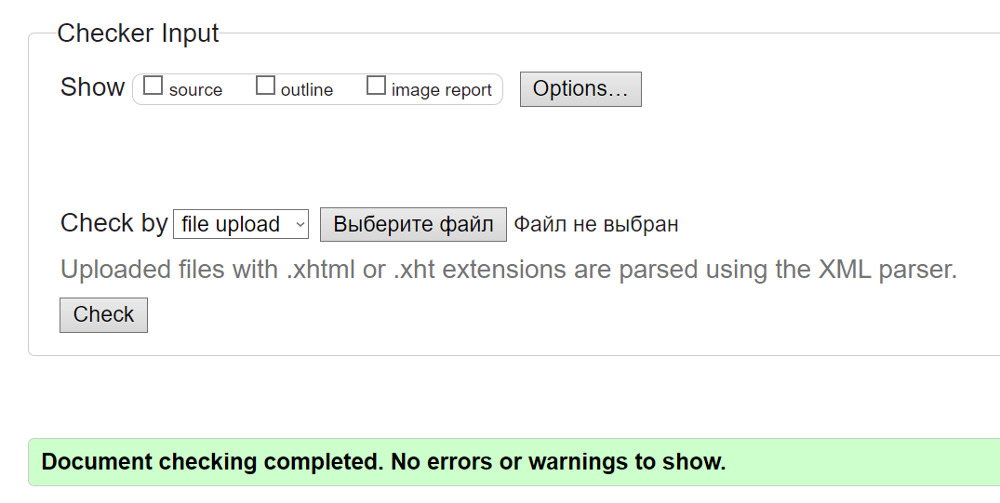 Checker Input
Show source outline image report Options…
Check by file upload Выберите файл Файл не выбран
Uploaded files with .xhtml or .xht extensions are parsed using the XML parser.
Check
Document checking completed. No errors or warnings to show.